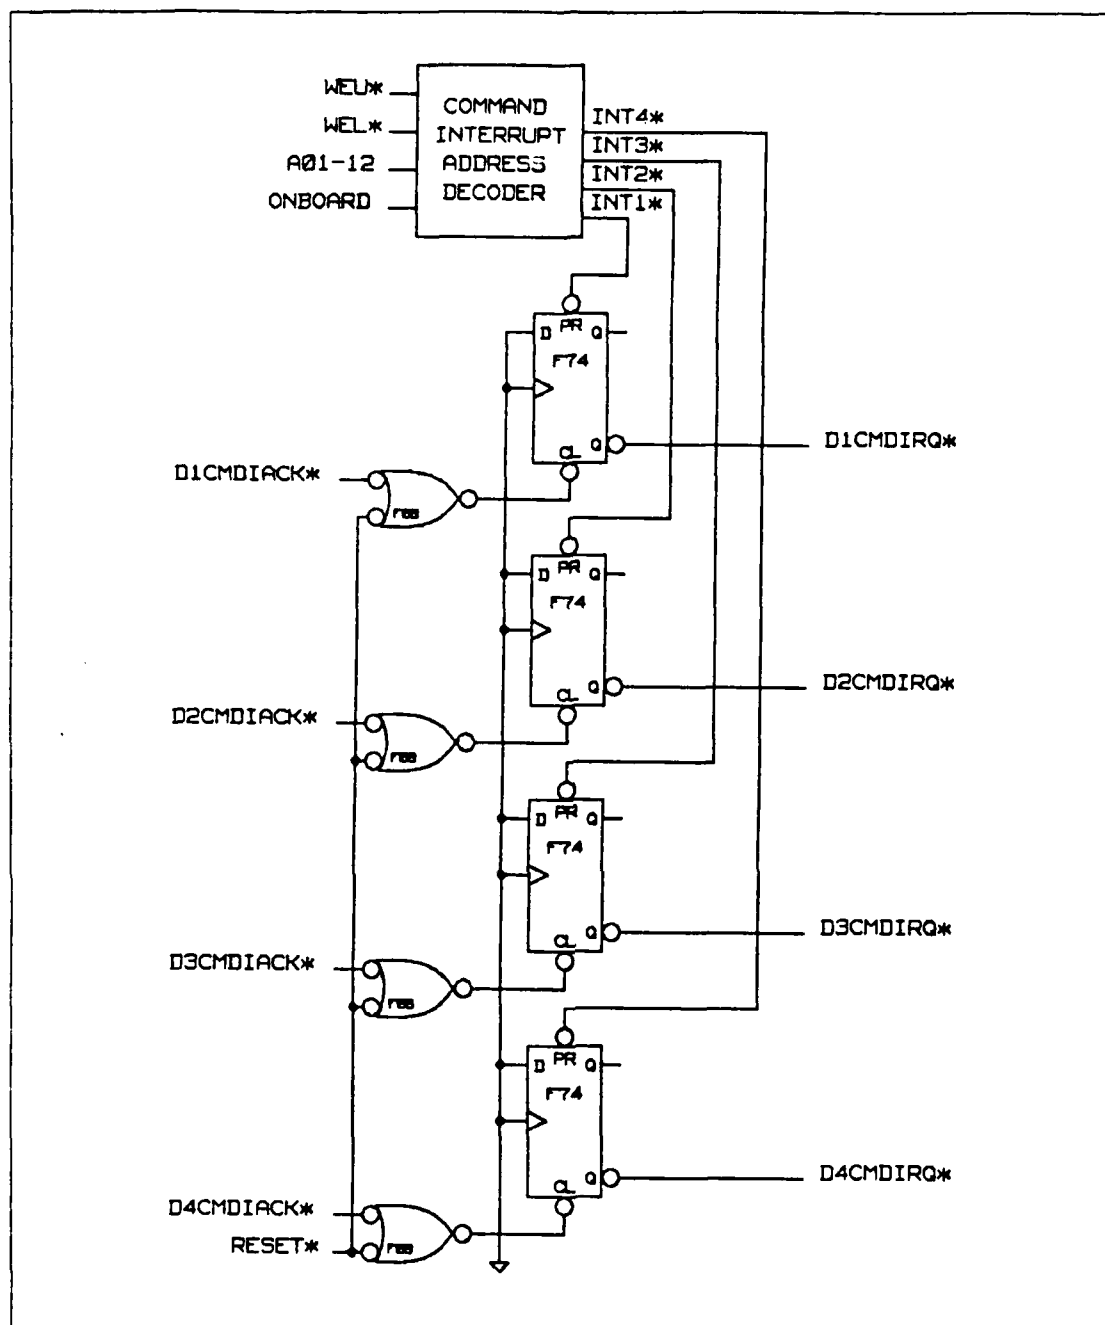 WEU*
WEL*
A01-12
ONBOARD
COMMAND
INTERRUPT
ADDRESS
DECODER
INT4*
INT3*
INT2*
INT1*
D PR Q
F74
CL Q
D1CMDIRQ*
D1CMDIACK*
D PR Q
F74
CL Q
D2CMDIRQ*
D2CMDIACK*
D PR Q
F74
CL Q
D3CMDIRQ*
D3CMDIACK*
D PR Q
F74
CL Q
D4CMDIRQ*
D4CMDIACK*
RESET*